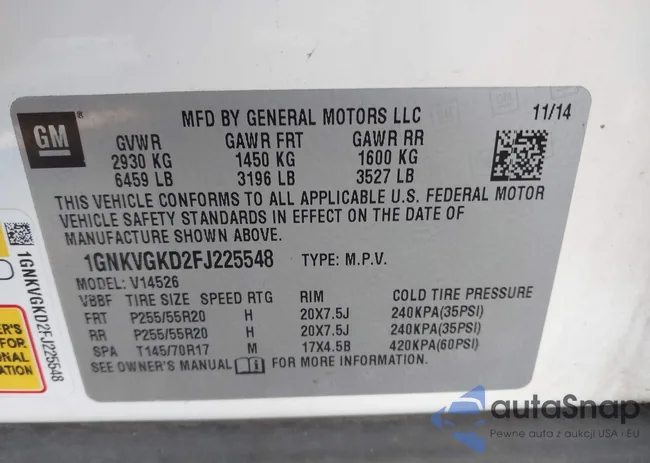 MFD BY GENERAL MOTORS LLC 11/14
GM®
GVWR GAWR FRT GAWR RR
2930 KG 1450 KG 1600 KG
6459 LB 3196 LB 3527 LB
THIS VEHICLE CONFORMS TO ALL APPLICABLE U.S. FEDERAL MOTOR
VEHICLE SAFETY STANDARDS IN EFFECT ON THE DATE OF
MANUFACTURE SHOWN ABOVE.
1GNKVGKD2FJ225548 TYPE: M.P.V.
MODEL: V14526
VBBF TIRE SIZE SPEED RTG RIM COLD TIRE PRESSURE
FRT P255/55R20 H 20X7.5J 240KPA(35PSI)
RR P255/55R20 H 20X7.5J 240KPA(35PSI)
SPA T145/70R17 M 17X4.5B 420KPA(60PSI)
SEE OWNER'S MANUAL FOR MORE INFORMATION.
1GNKVGKD2FJ225548
FOR
ONAL
ATION
autaSnap
Pewne auta z aukcji USA i EU